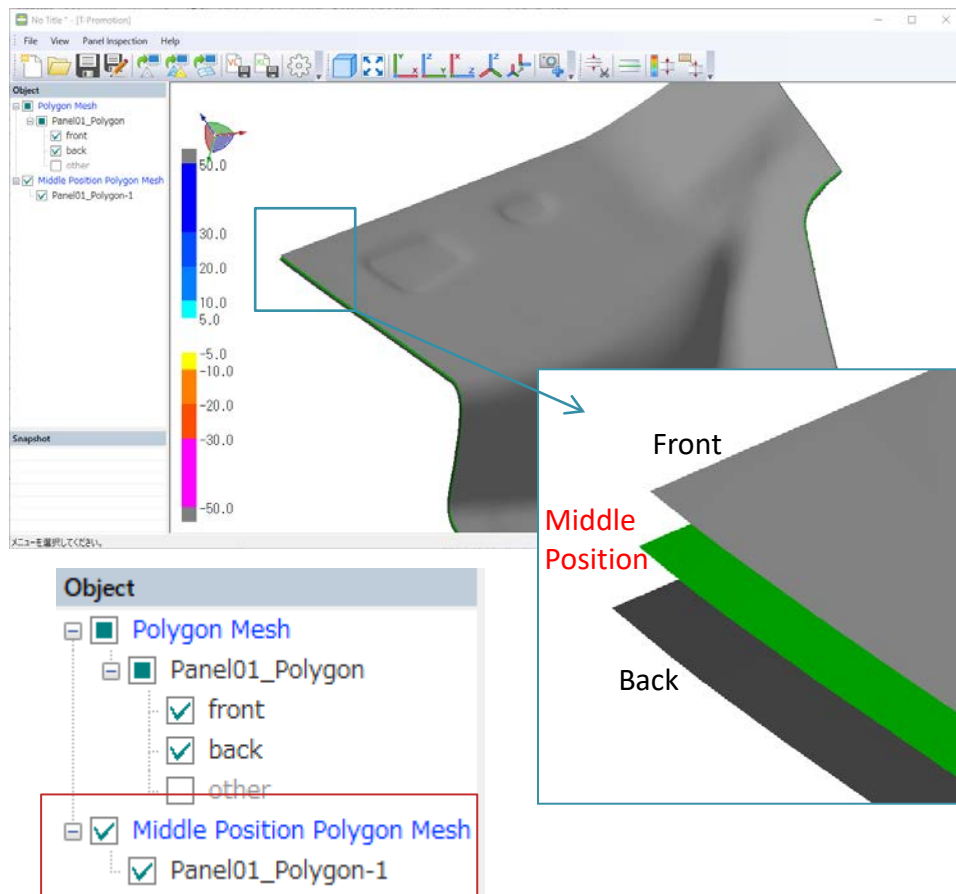 No Title * - [T-Promotion]
File View Panel Inspection Help
Object
Polygon Mesh
Panel01_Polygon
front
back
other
Middle Position Polygon Mesh
Panel01_Polygon-1
50.0
30.0
20.0
10.0
5.0
-5.0
-10.0
-20.0
-30.0
-50.0
Snapshot
メニューを選択してください。
Front
Middle
Position
Back
Object
Polygon Mesh
Panel01_Polygon
front
back
other
Middle Position Polygon Mesh
Panel01_Polygon-1